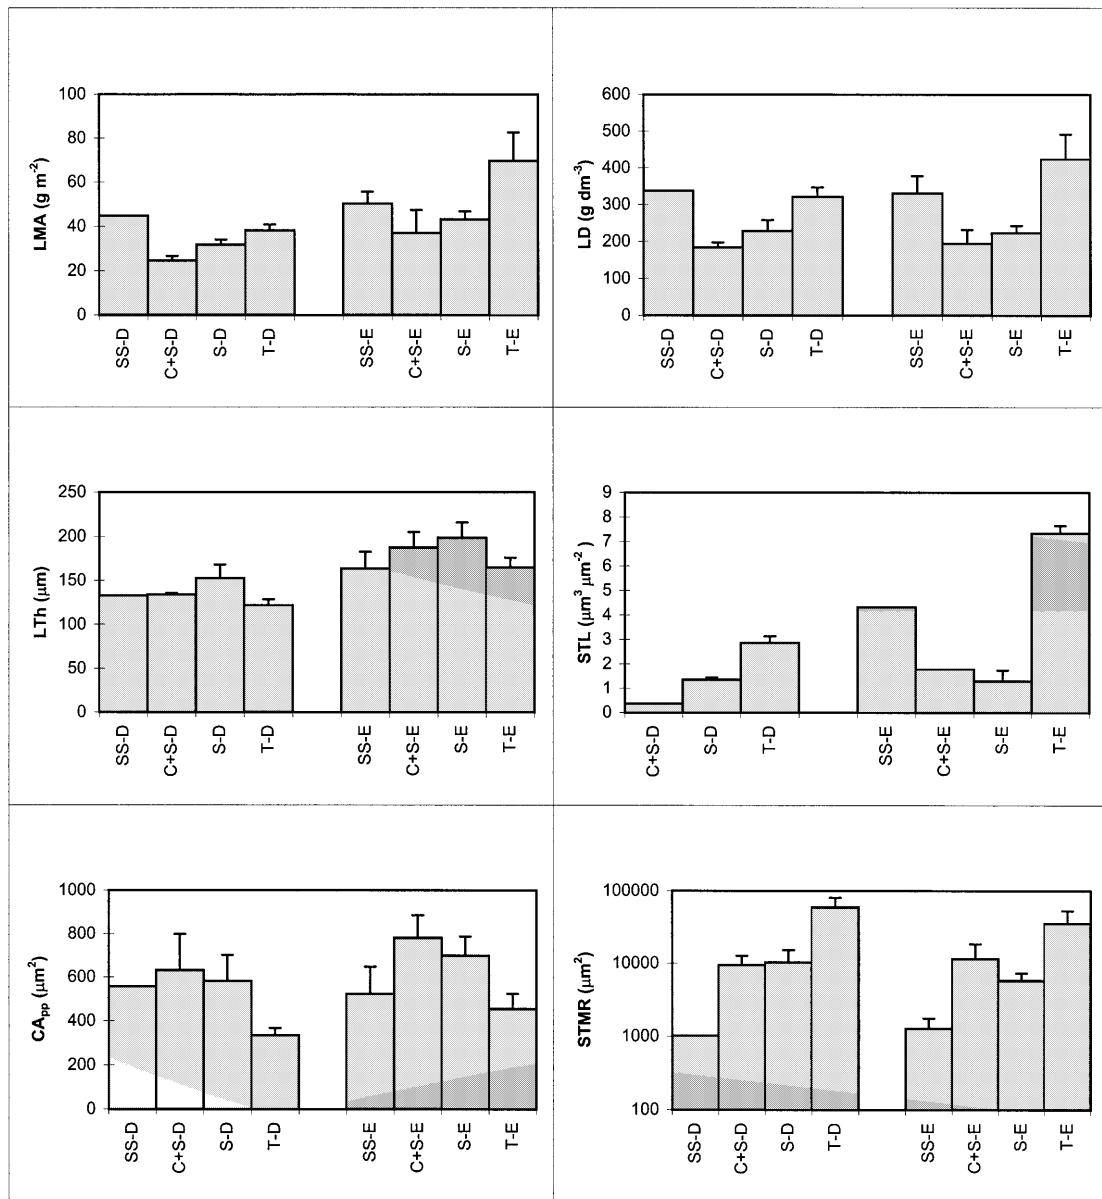 LMA (g m⁻²)
100
80
60
40
20
0
SS-D
C+S-D
S-D
T-D
SS-E
C+S-E
S-E
T-E
LD (g dm⁻³)
600
500
400
300
200
100
0
SS-D
C+S-D
S-D
T-D
SS-E
C+S-E
S-E
T-E
LTh (μm)
250
200
150
100
50
0
SS-D
C+S-D
S-D
T-D
SS-E
C+S-E
S-E
T-E
STL (μm³ μm⁻²)
9
8
7
6
5
4
3
2
1
0
C+S-D
S-D
T-D
SS-E
C+S-E
S-E
T-E
CApp (μm²)
1000
800
600
400
200
0
SS-D
C+S-D
S-D
T-D
SS-E
C+S-E
S-E
T-E
STMR (μm²)
100000
10000
1000
100
SS-D
C+S-D
S-D
T-D
SS-E
C+S-E
S-E
T-E